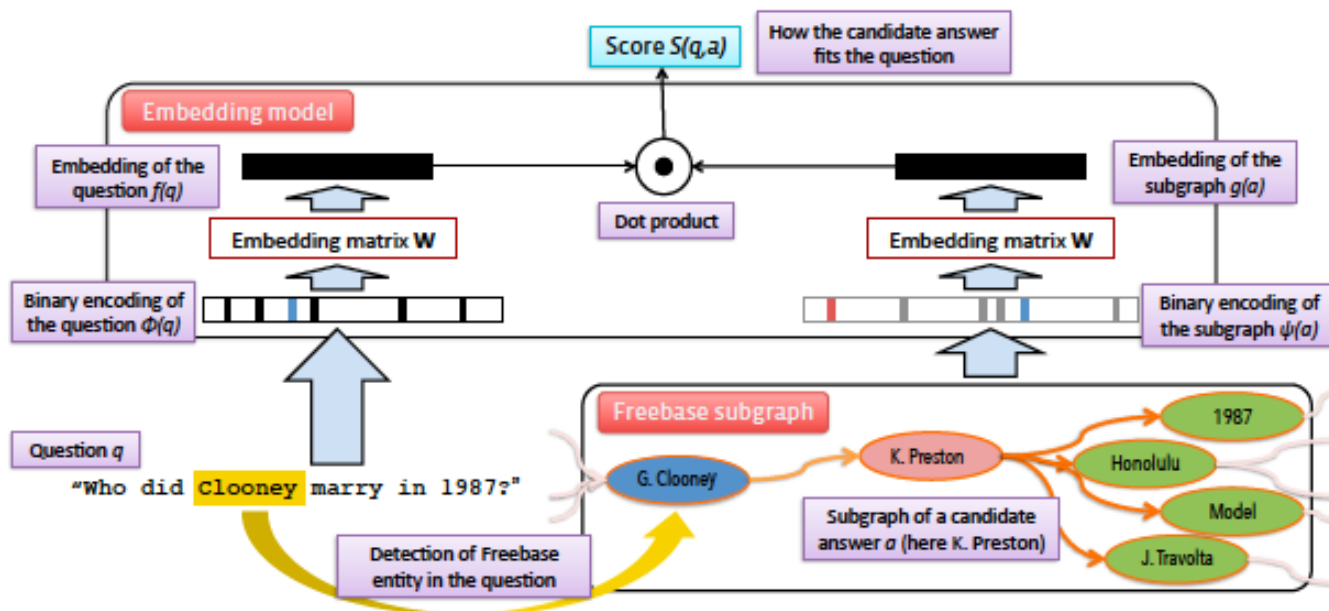 Score S(q,a)
How the candidate answer
fits the question
Embedding model
Embedding of the
question f(q)
Embedding of the
subgraph g(a)
Dot product
Embedding matrix W
Embedding matrix W
Binary encoding of
the question Φ(q)
Binary encoding of
the subgraph ψ(a)
Freebase subgraph
1987
Question q
K. Preston
Honolulu
G. Clooney
“Who did Clooney marry in 1987?"
Model
Subgraph of a candidate
answer a (here K. Preston)
Detection of Freebase
entity in the question
J. Travolta